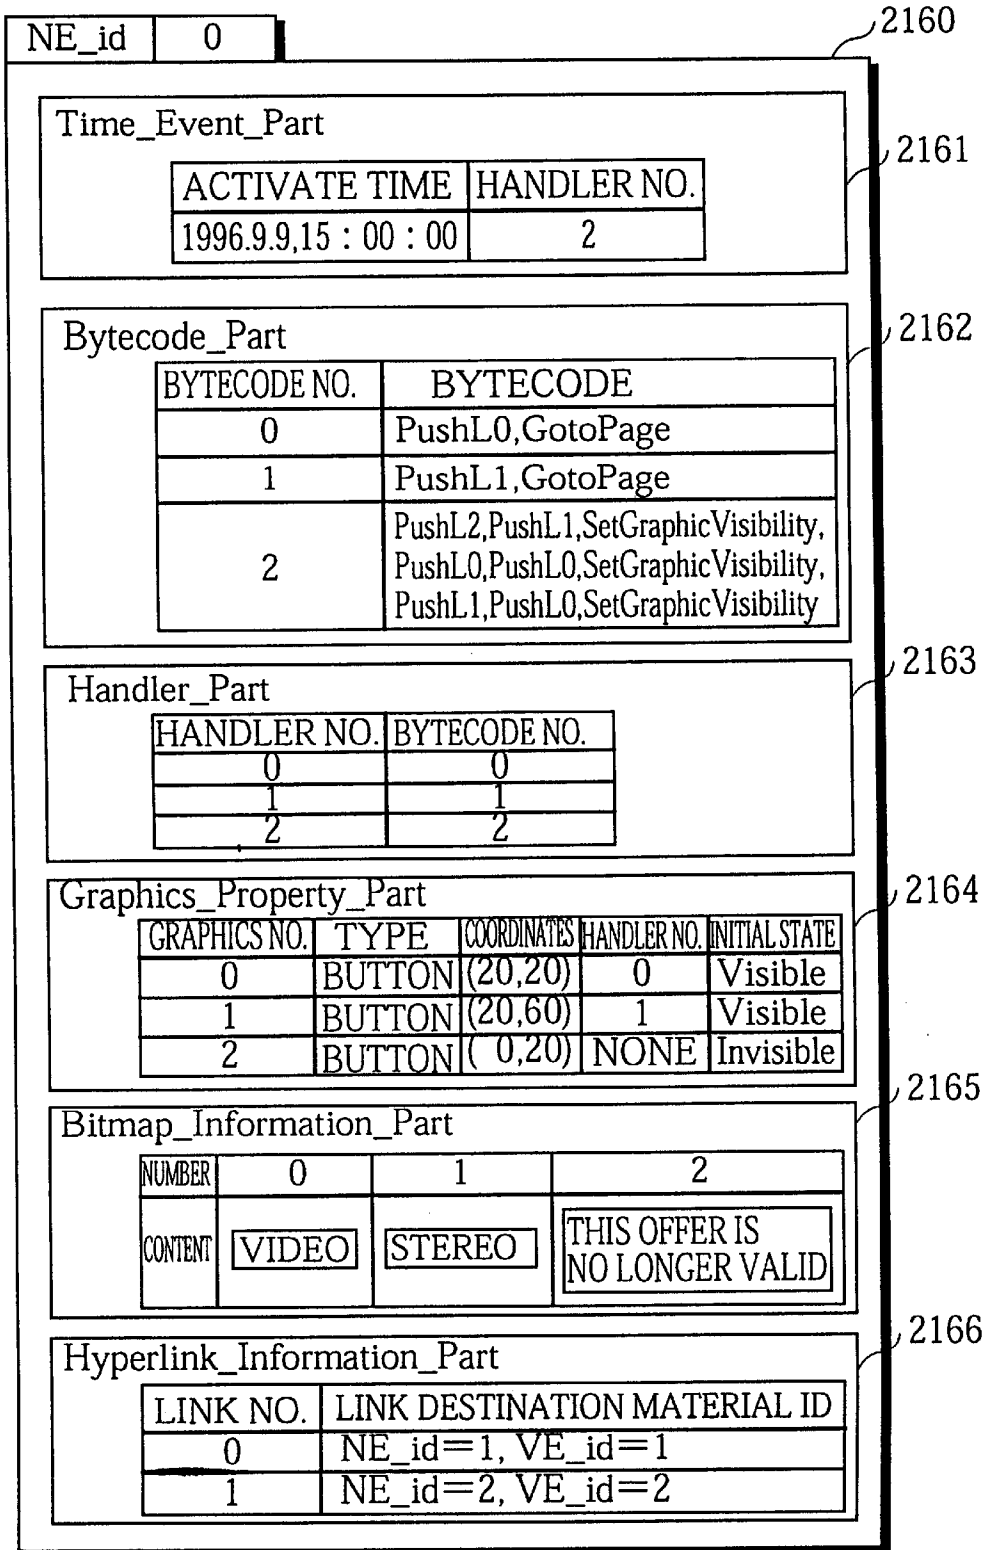 NE_id 0
2160
Time_Event_Part
2161
ACTIVATE TIME HANDLER NO.
1996.9.9,15 : 00 : 00 2
Bytecode_Part
2162
BYTECODE NO. BYTECODE
0 PushL0,GotoPage
1 PushL1,GotoPage
2 PushL2,PushL1,SetGraphicVisibility,
PushL0,PushL0,SetGraphicVisibility,
PushL1,PushL0,SetGraphicVisibility
2163
Handler_Part
HANDLER NO. BYTECODE NO.
0 0
1 1
2 2
Graphics_Property_Part
2164
GRAPHICS NO. TYPE COORDINATES HANDLER NO. INITIAL STATE
0 BUTTON (20,20) 0 Visible
1 BUTTON (20,60) 1 Visible
2 BUTTON ( 0,20) NONE Invisible
2165
Bitmap_Information_Part
NUMBER 0 1 2
CONTENT VIDEO STEREO THIS OFFER IS
NO LONGER VALID
2166
Hyperlink_Information_Part
LINK NO. LINK DESTINATION MATERIAL ID
0 NE_id=1, VE_id=1
1 NE_id=2, VE_id=2